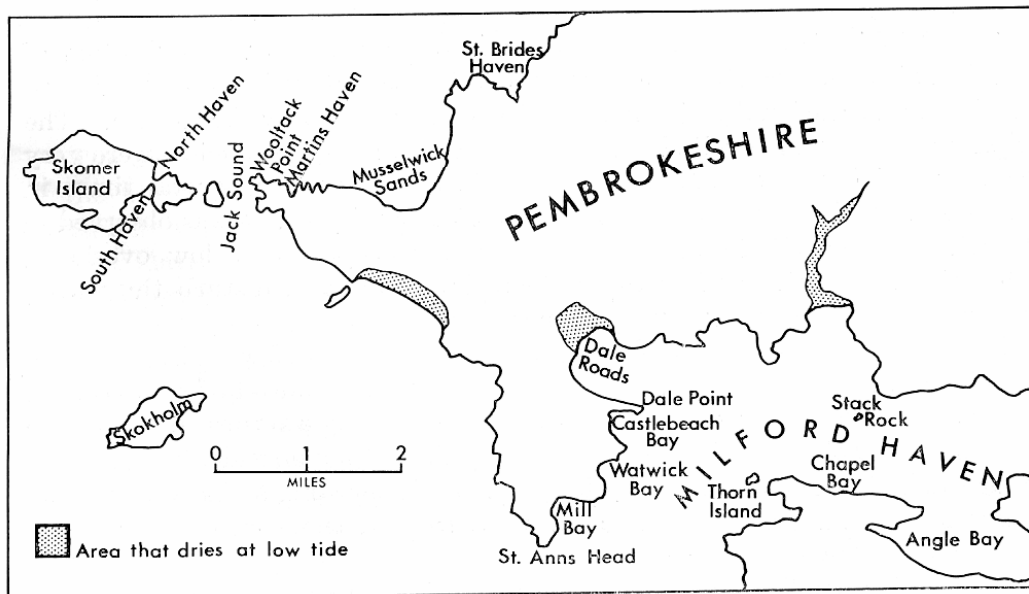 St. Brides
Haven
North Haven
Wooltack
Point
Martins Haven
Skomer
Island
Musselwick
Sands
Jack Sound
South Haven
PEMBROKESHIRE
Dale
Roads
Dale Point
Stack
Rock
Skokholm
Castlebeach
Bay
MILFORD HAVEN
0 1 2
MILES
Watwick
Bay
Thorn
Island
Chapel
Bay
Mill
Bay
Angle Bay
St. Anns Head
Area that dries at low tide